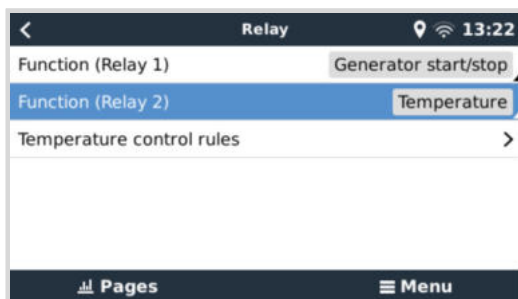 Relay 13:22
Function (Relay 1) Generator start/stop
Function (Relay 2) Temperature
Temperature control rules
Pages Menu